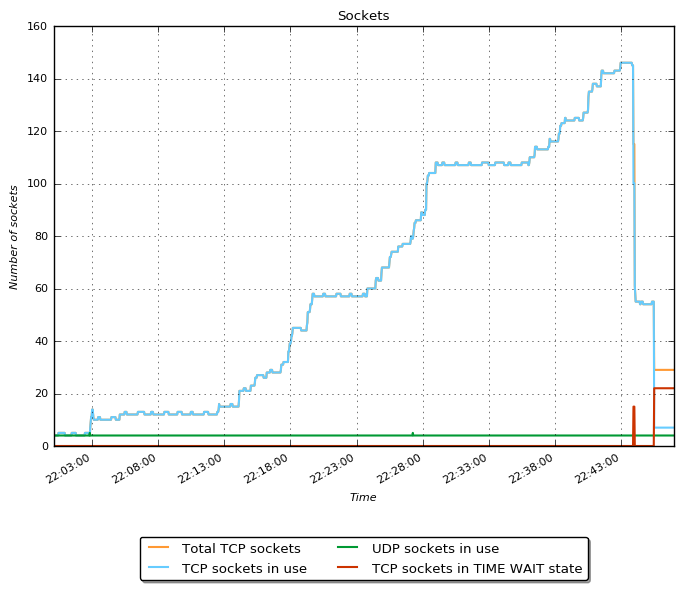 Sockets
160
140
120
100
80
60
40
20
0
Number of sockets
22:03:00 22:08:00 22:13:00 22:18:00 22:23:00 22:28:00 22:33:00 22:38:00 22:43:00
Time
Total TCP sockets UDP sockets in use
TCP sockets in use TCP sockets in TIME WAIT state